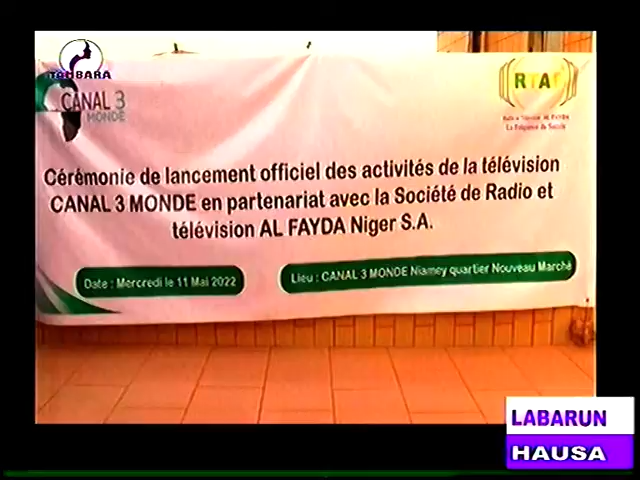 TAMBARA
CANAL 3
MONDE
RTAF
Radio & Télévision AL FAYDA
La Fréquence du Succès
Cérémonie de lancement officiel des activités de la télévision
CANAL 3 MONDE en partenariat avec la Société de Radio et
télévision AL FAYDA Niger S.A.
Date : Mercredi le 11 Mai 2022
Lieu : CANAL 3 MONDE Niamey quartier Nouveau Marché
LABARUN
HAUSA